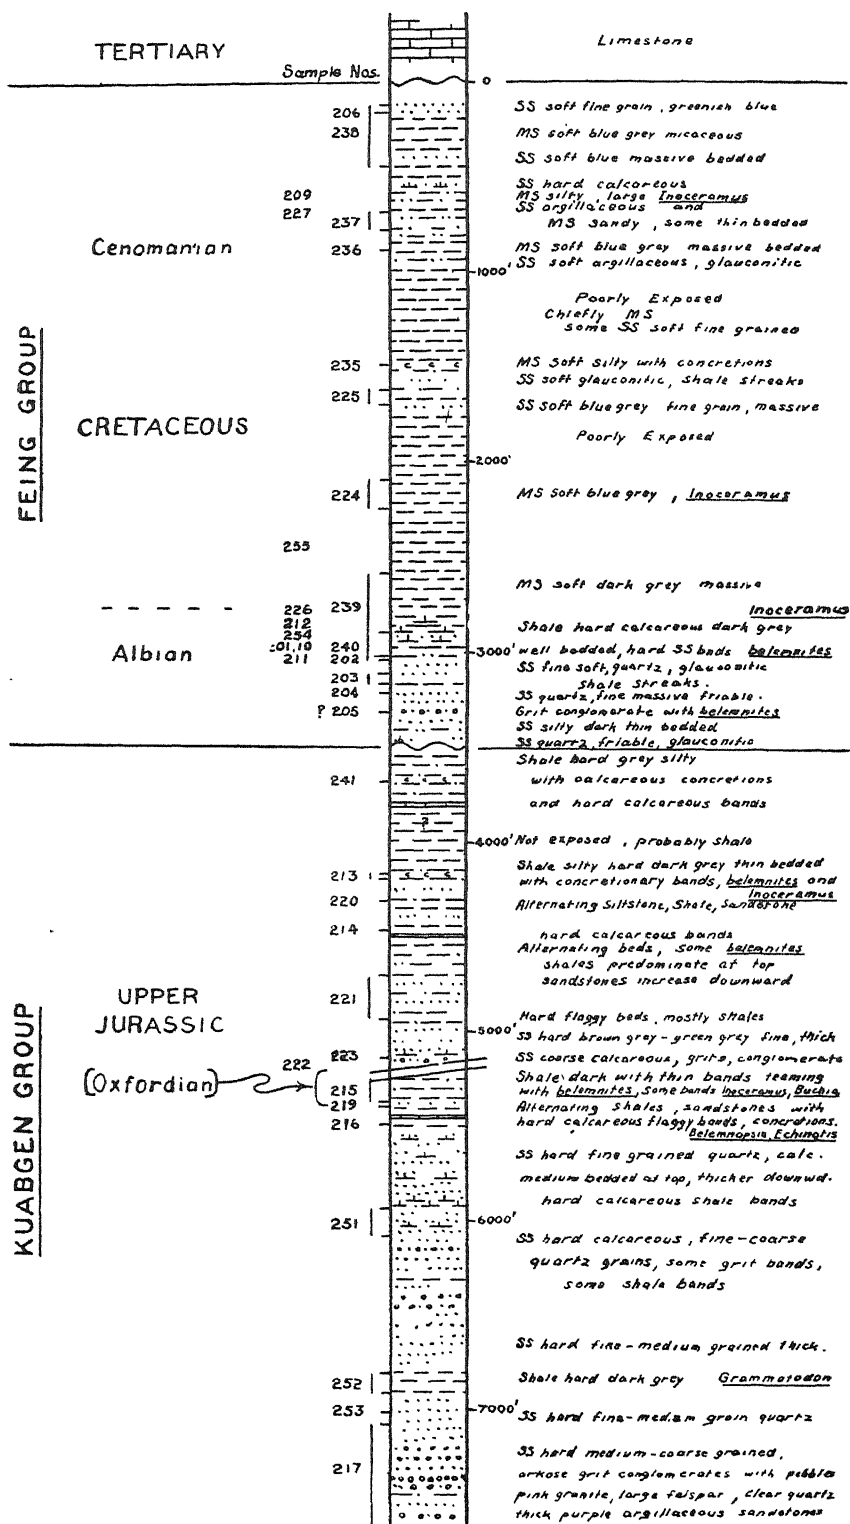 TERTIARY
Sample Nos.
Limestone
0
206
SS soft fine grain, greenish blue
238
MS soft blue grey micaceous
SS soft blue massive bedded
SS hard calcareous
209
MS silty large Inoceramus
227
SS argillaceous and
237
MS sandy, some thin bedded
Cenomanian
236
MS soft blue grey massive bedded
SS soft argillaceous, glauconitic
1000'
Poorly Exposed
Chiefly MS
some SS soft fine grained
235
MS soft silty with concretions
SS soft glauconitic, shale streaks
225
SS soft blue grey fine grain, massive
FEING GROUP
CRETACEOUS
Poorly Exposed
2000'
224
MS soft blue grey, Inoceramus
255
MS soft dark grey massive
226 239
Inoceramus
212
Shale hard calcareous dark grey
254
:01,10 240
3000' well bedded, hard SS bnds belemnites
Albian
211 202
SS fine soft, quartz, glauconitic
203
Shale streaks.
204
SS quartz, fine massive friable.
? 205
Grit conglomerate with belemnites
SS silty dark thin bedded
SS quartz, friable, glauconitic
Shale hard grey silty
241
with calcareous concretions
and hard calcareous bands
?
4000' Not exposed, probably shale
Shale silty hard dark grey thin bedded
213
with concretionary bands, belemnites and
Inoceramus
220
Alternating Siltstone, Shale, Sandstone
214
hard calcareous bands
Alternating beds, some belemnites
shales predominate at top
sandstones increase downward
UPPER
JURASSIC
221
Hard flaggy beds, mostly shales
5000'
SS hard brown grey-green grey fine, thick
KUABGEN GROUP
222 223
SS coarse calcareous, grits, conglomerate
(Oxfordian)
Shale dark with thin bands teaming
215
with belemnites, some bands Inoceramus, Buchia
219
Alternating shales, sandstones with
216
hard calcareous flaggy bands, concretions.
Belemnopsis, Echinotis
SS hard fine grained quartz, calc.
medium bedded at top, thicker downwd.
hard calcareous shale bands
251
6000'
SS hard calcareous, fine-coarse
quartz grains, some grit bands,
some shale bands
SS hard fine-medium grained thick.
252
Shale hard dark grey Grammatodon
253
7000'
SS hard fine-medium grain quartz
217
SS hard medium-coarse grained,
arkose grit conglomerates with pebbles
pink granite, large felspar, clear quartz
thick purple argillaceous sandstones